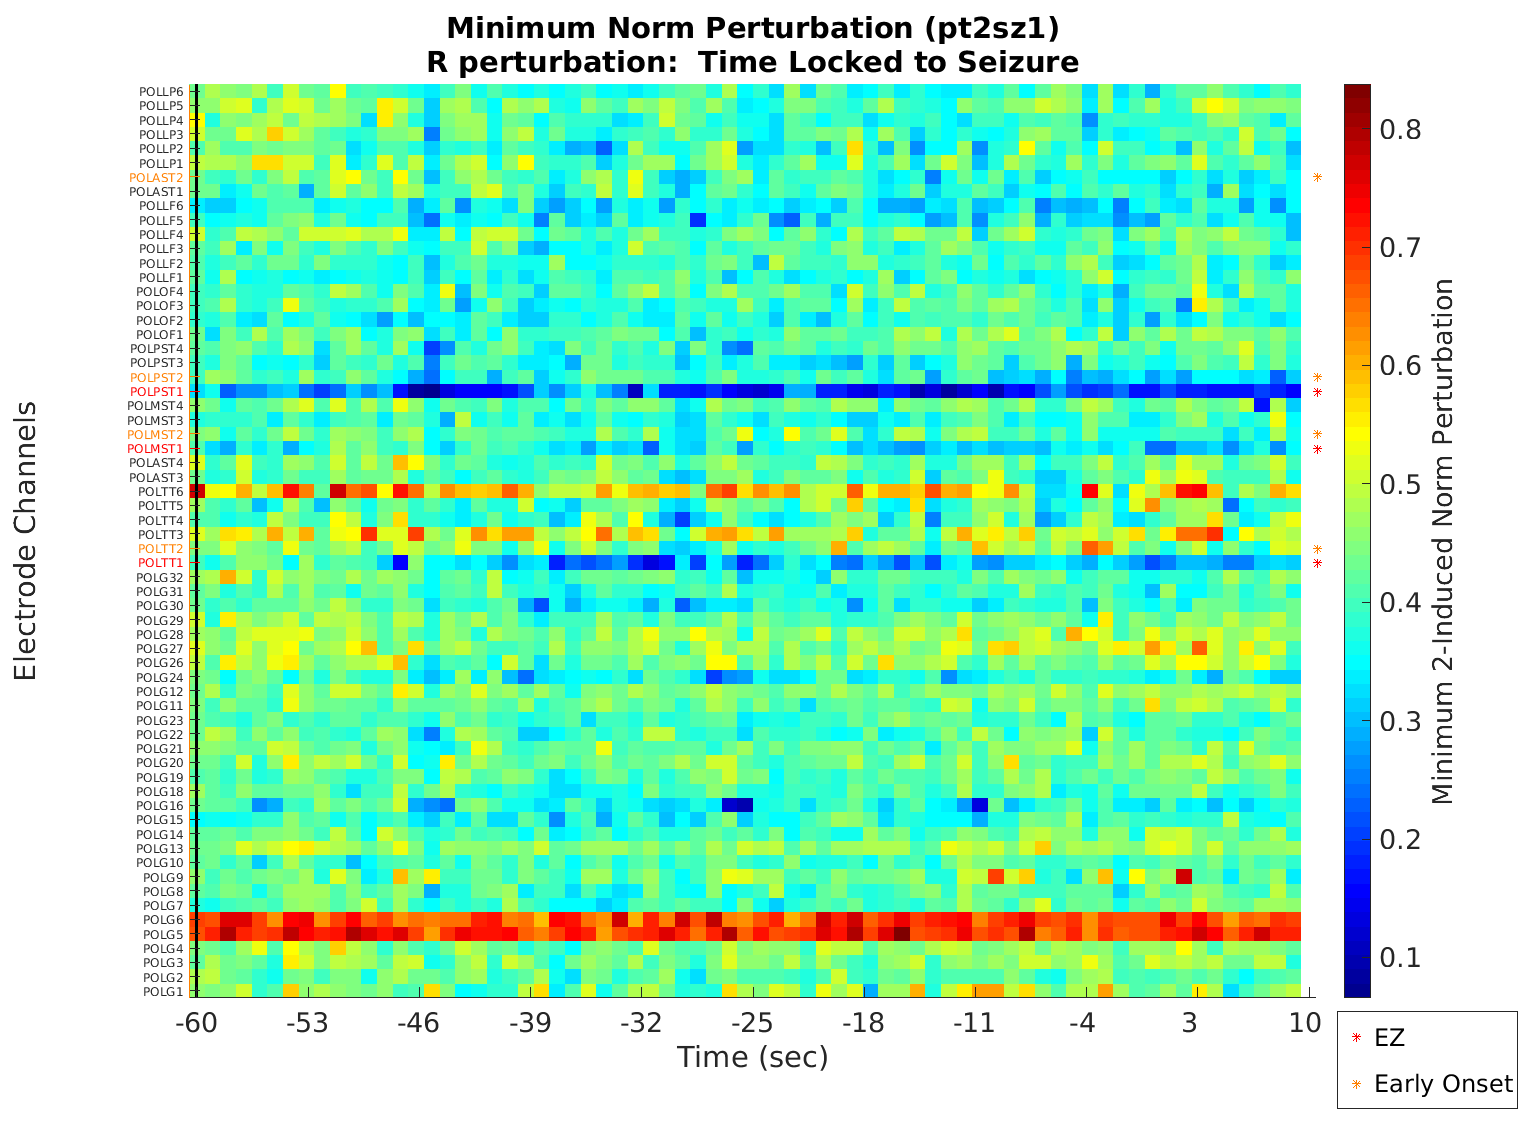 Minimum Norm Perturbation (pt2sz1)
R perturbation:  Time Locked to Seizure
Electrode Channels
POLLP6
POLLP5
POLLP4
POLLP3
POLLP2
POLLP1
POLAST2
POLAST1
POLLF6
POLLF5
POLLF4
POLLF3
POLLF2
POLLF1
POLOF4
POLOF3
POLOF2
POLOF1
POLPST4
POLPST3
POLPST2
POLPST1
POLMST4
POLMST3
POLMST2
POLMST1
POLAST4
POLAST3
POLTT6
POLTT5
POLTT4
POLTT3
POLTT2
POLTT1
POLG32
POLG31
POLG30
POLG29
POLG28
POLG27
POLG26
POLG24
POLG12
POLG11
POLG23
POLG22
POLG21
POLG20
POLG19
POLG18
POLG16
POLG15
POLG14
POLG13
POLG10
POLG9
POLG8
POLG7
POLG6
POLG5
POLG4
POLG3
POLG2
POLG1
-60 -53 -46 -39 -32 -25 -18 -11 -4 3 10
Time (sec)
0.8
0.7
0.6
0.5
0.4
0.3
0.2
0.1
Minimum 2-Induced Norm Perturbation
EZ
Early Onset